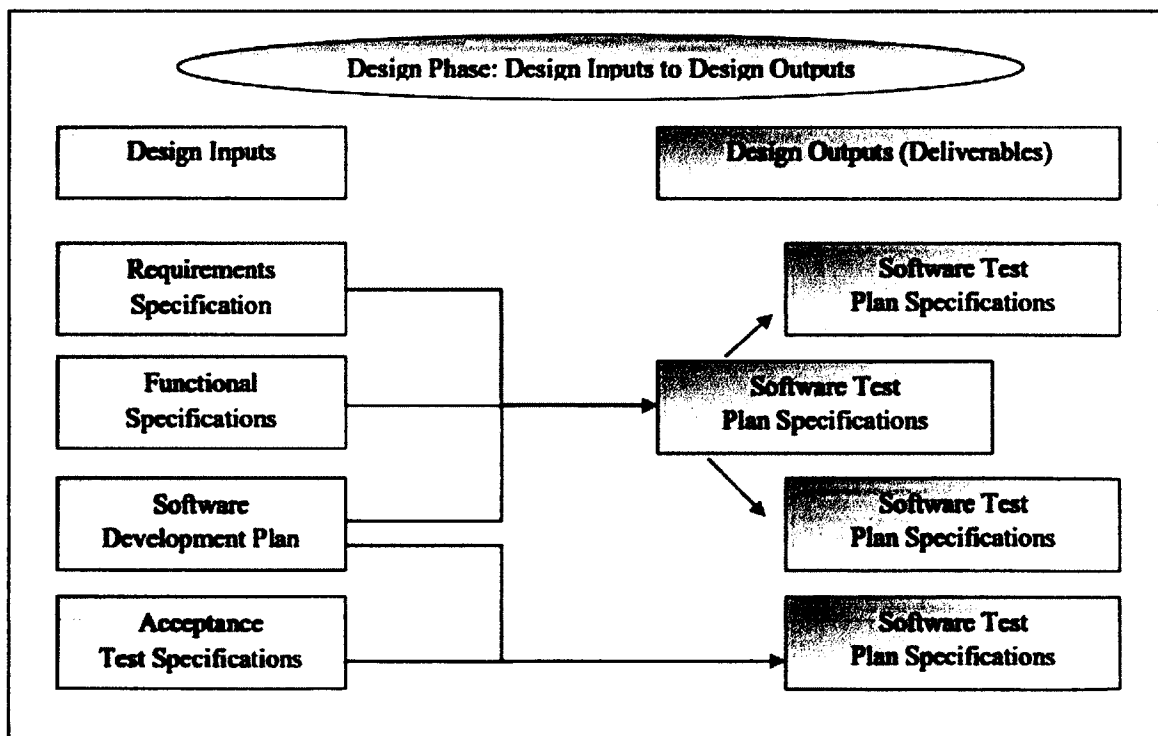 Design Phase: Design Inputs to Design Outputs
Design Inputs
Design Outputs (Deliverables)
Requirements
Specification
Functional
Specifications
Software
Development Plan
Acceptance
Test Specifications
Software Test
Plan Specifications
Software Test
Plan Specifications
Software Test
Plan Specifications
Software Test
Plan Specifications